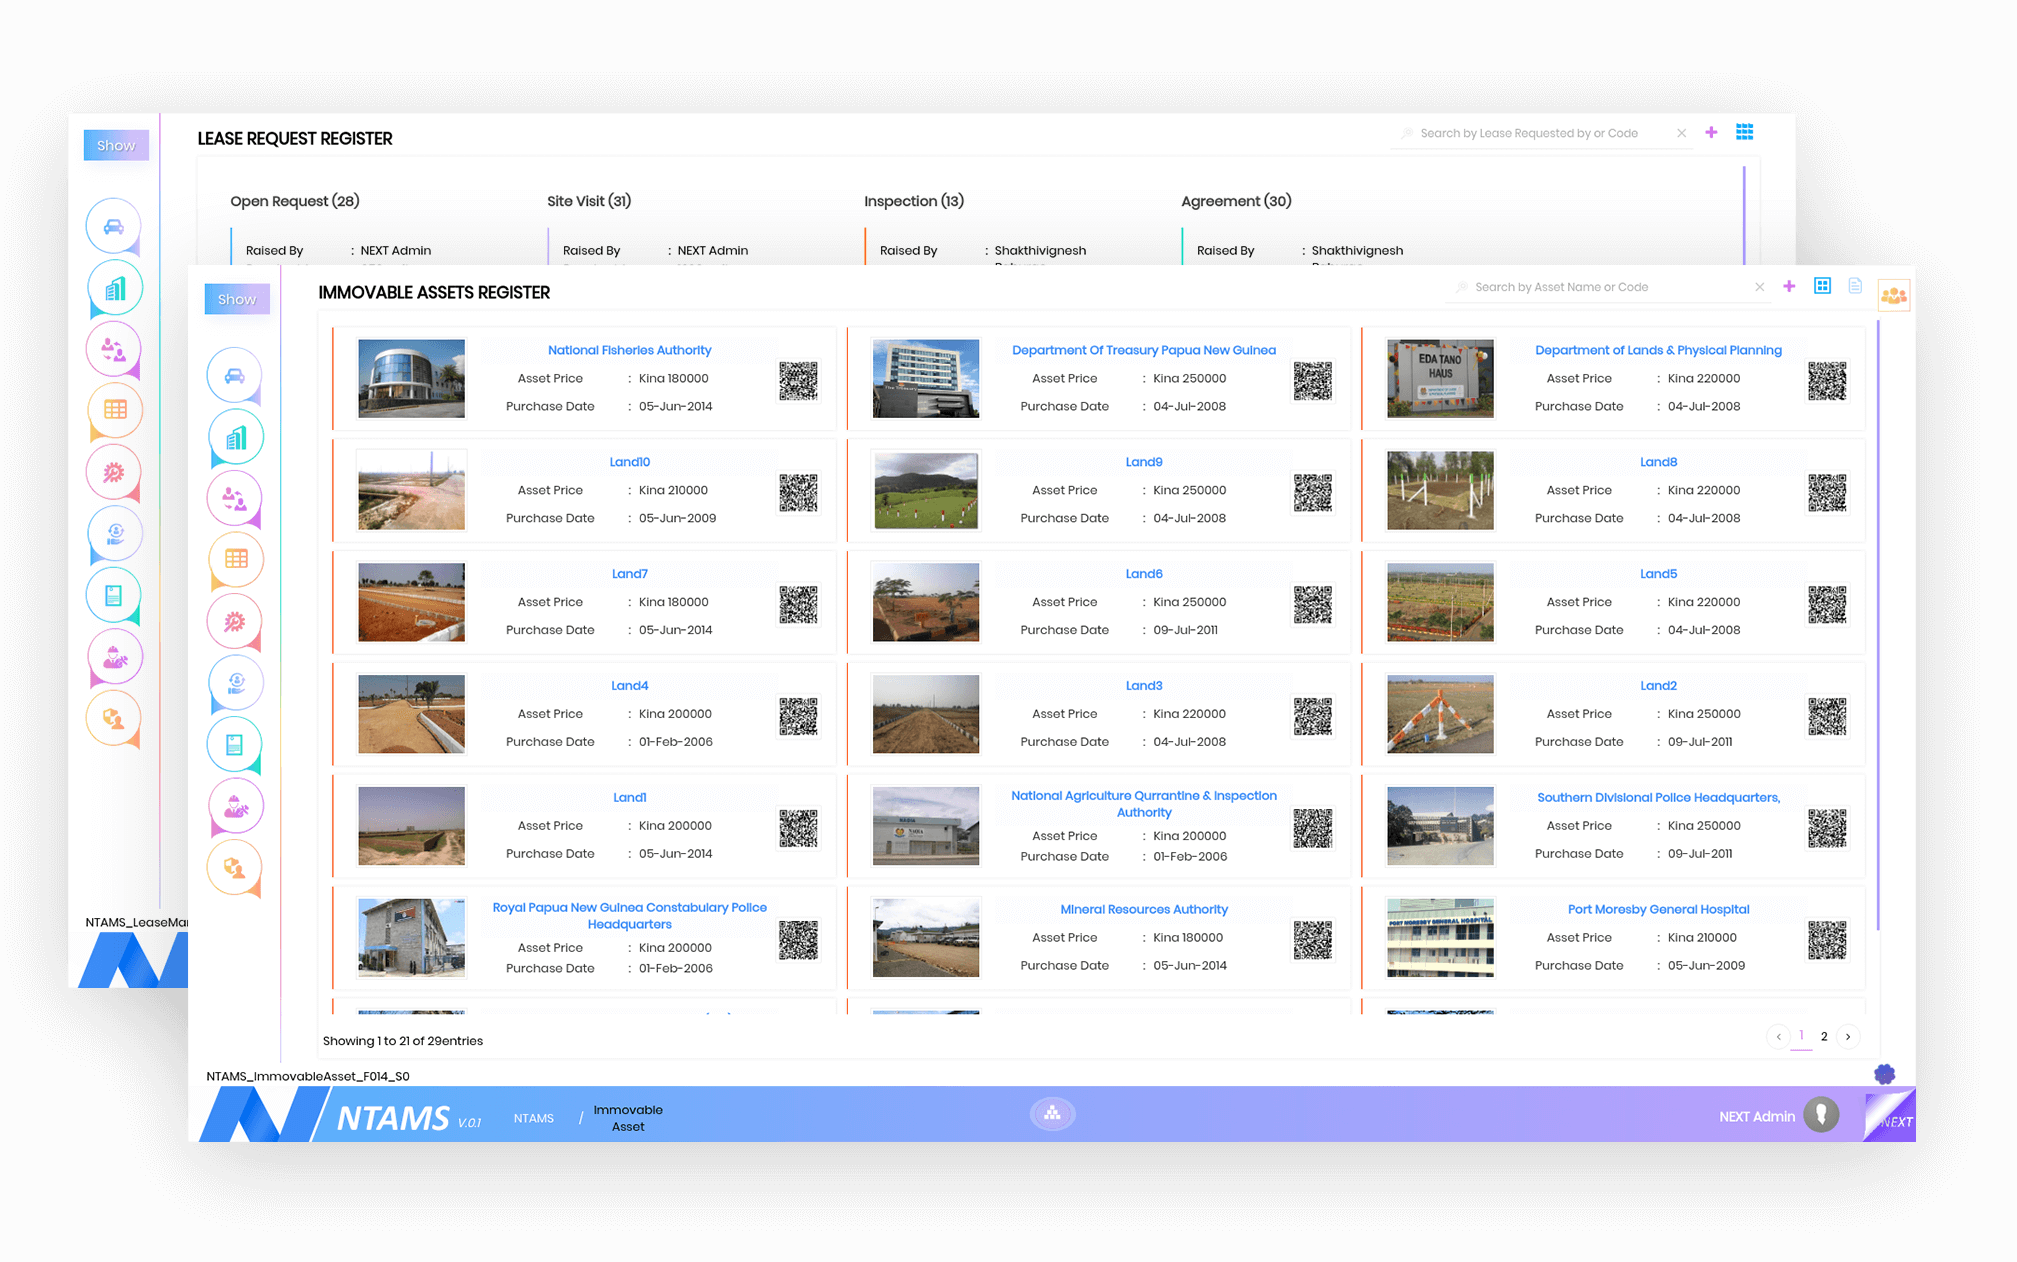 Show
LEASE REQUEST REGISTER
Search by Lease Requested by or Code
Open Request (28)
Site Visit (31)
Inspection (13)
Agreement (30)
Raised By : NEXT Admin
Raised By : NEXT Admin
Raised By : Shakthivignesh
Raised By : Shakthivignesh
NTAMS_LeaseMa
Show
IMMOVABLE ASSETS REGISTER
Search by Asset Name or Code
National Fisheries Authority
Asset Price : Kina 180000
Purchase Date : 05-Jun-2014
Department Of Treasury Papua New Guinea
Asset Price : Kina 250000
Purchase Date : 04-Jul-2008
EDA TANO
HAUS
Department of Lands & Physical Planning
Asset Price : Kina 220000
Purchase Date : 04-Jul-2008
Land10
Asset Price : Kina 210000
Purchase Date : 05-Jun-2009
Land9
Asset Price : Kina 250000
Purchase Date : 04-Jul-2008
Land8
Asset Price : Kina 220000
Purchase Date : 04-Jul-2008
Land7
Asset Price : Kina 180000
Purchase Date : 05-Jun-2014
Land6
Asset Price : Kina 250000
Purchase Date : 09-Jul-2011
Land5
Asset Price : Kina 220000
Purchase Date : 04-Jul-2008
Land4
Asset Price : Kina 200000
Purchase Date : 01-Feb-2006
Land3
Asset Price : Kina 220000
Purchase Date : 04-Jul-2008
Land2
Asset Price : Kina 250000
Purchase Date : 09-Jul-2011
Land1
Asset Price : Kina 200000
Purchase Date : 05-Jun-2014
National Agriculture Qurrantine & Inspection
Authority
Asset Price : Kina 200000
Purchase Date : 01-Feb-2006
Southern Divisional Police Headquarters,
Asset Price : Kina 250000
Purchase Date : 09-Jul-2011
Royal Papua New Guinea Constabulary Police
Headquarters
Asset Price : Kina 200000
Purchase Date : 01-Feb-2006
Mineral Resources Authority
Asset Price : Kina 180000
Purchase Date : 05-Jun-2014
PORT MORESBY GENERAL HOSPITAL
Port Moresby General Hospital
Asset Price : Kina 210000
Purchase Date : 05-Jun-2009
Showing 1 to 21 of 29entries
1 2
NTAMS_ImmovableAsset_F014_S0
NTAMS V.0.1
NTAMS / Immovable
Asset
NEXT Admin
NEXT